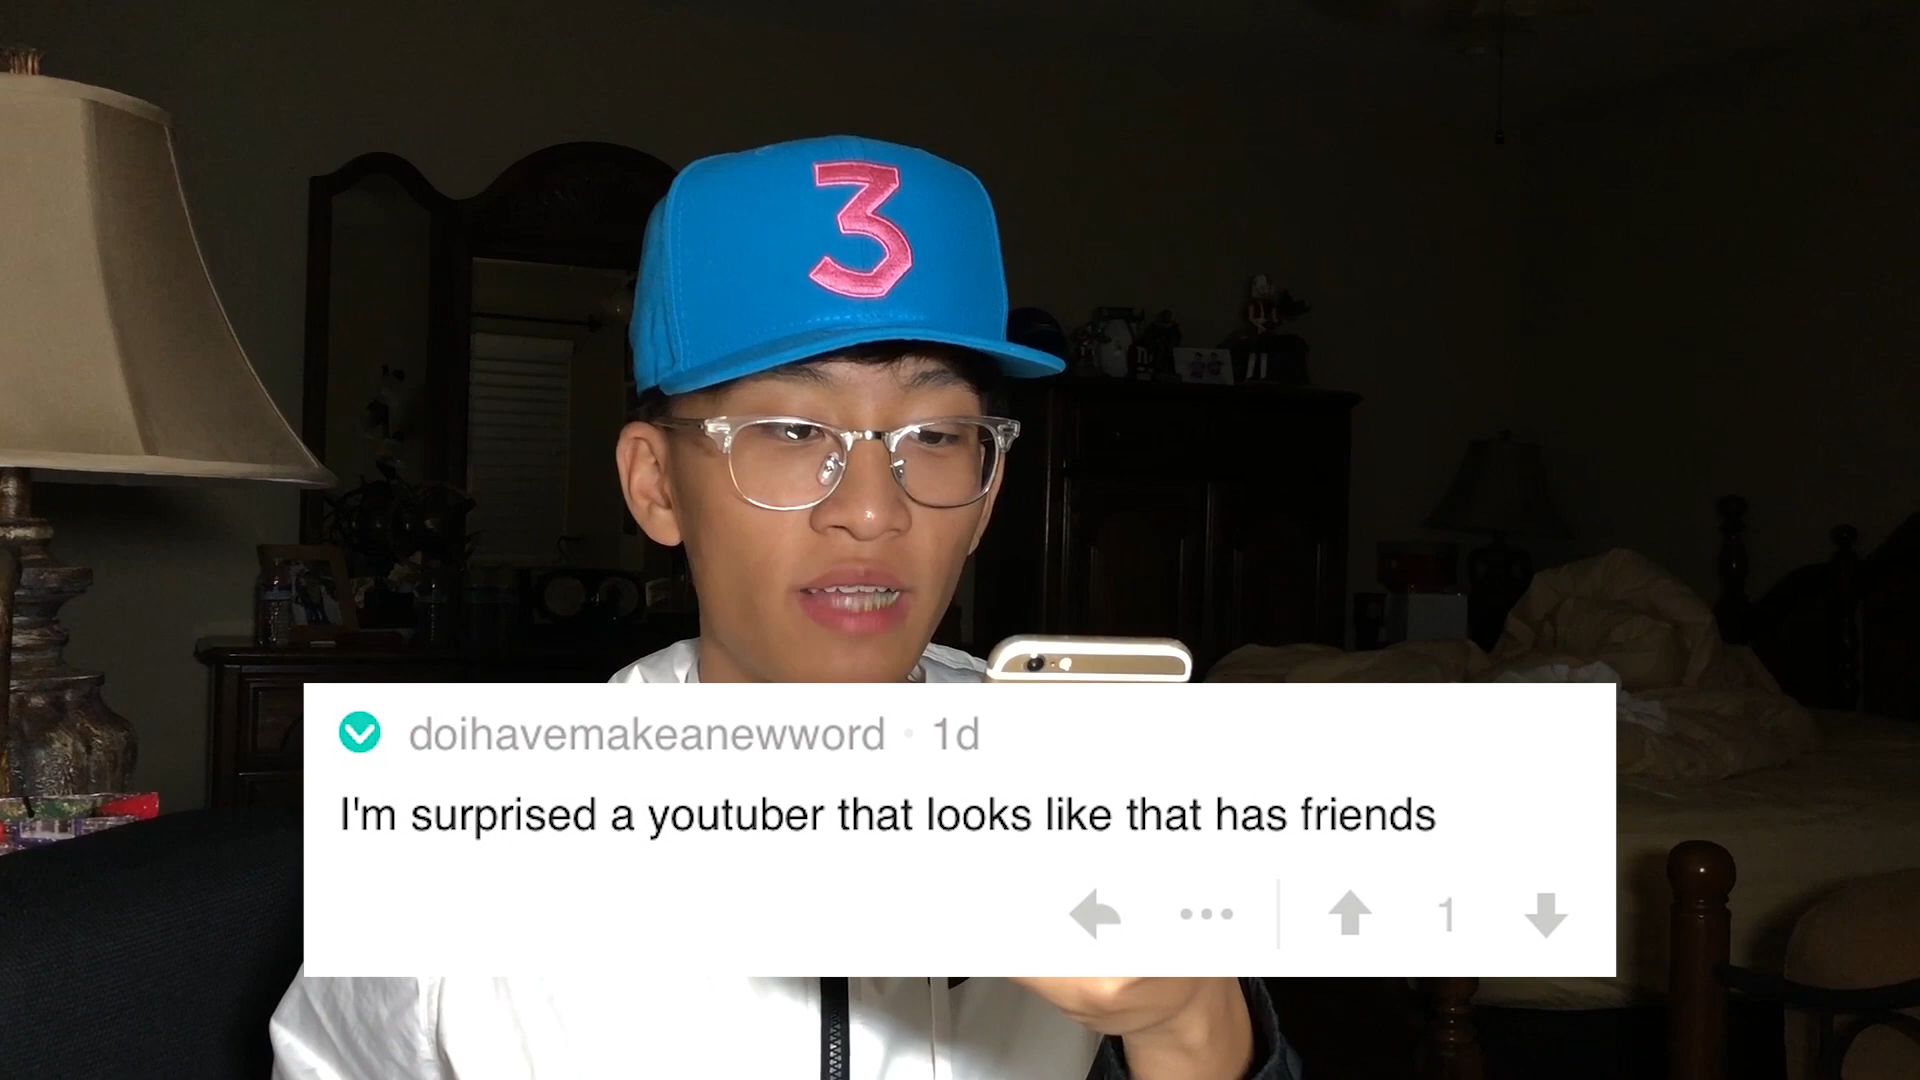 3
doihavemakeanewword · 1d
I'm surprised a youtuber that looks like that has friends
1